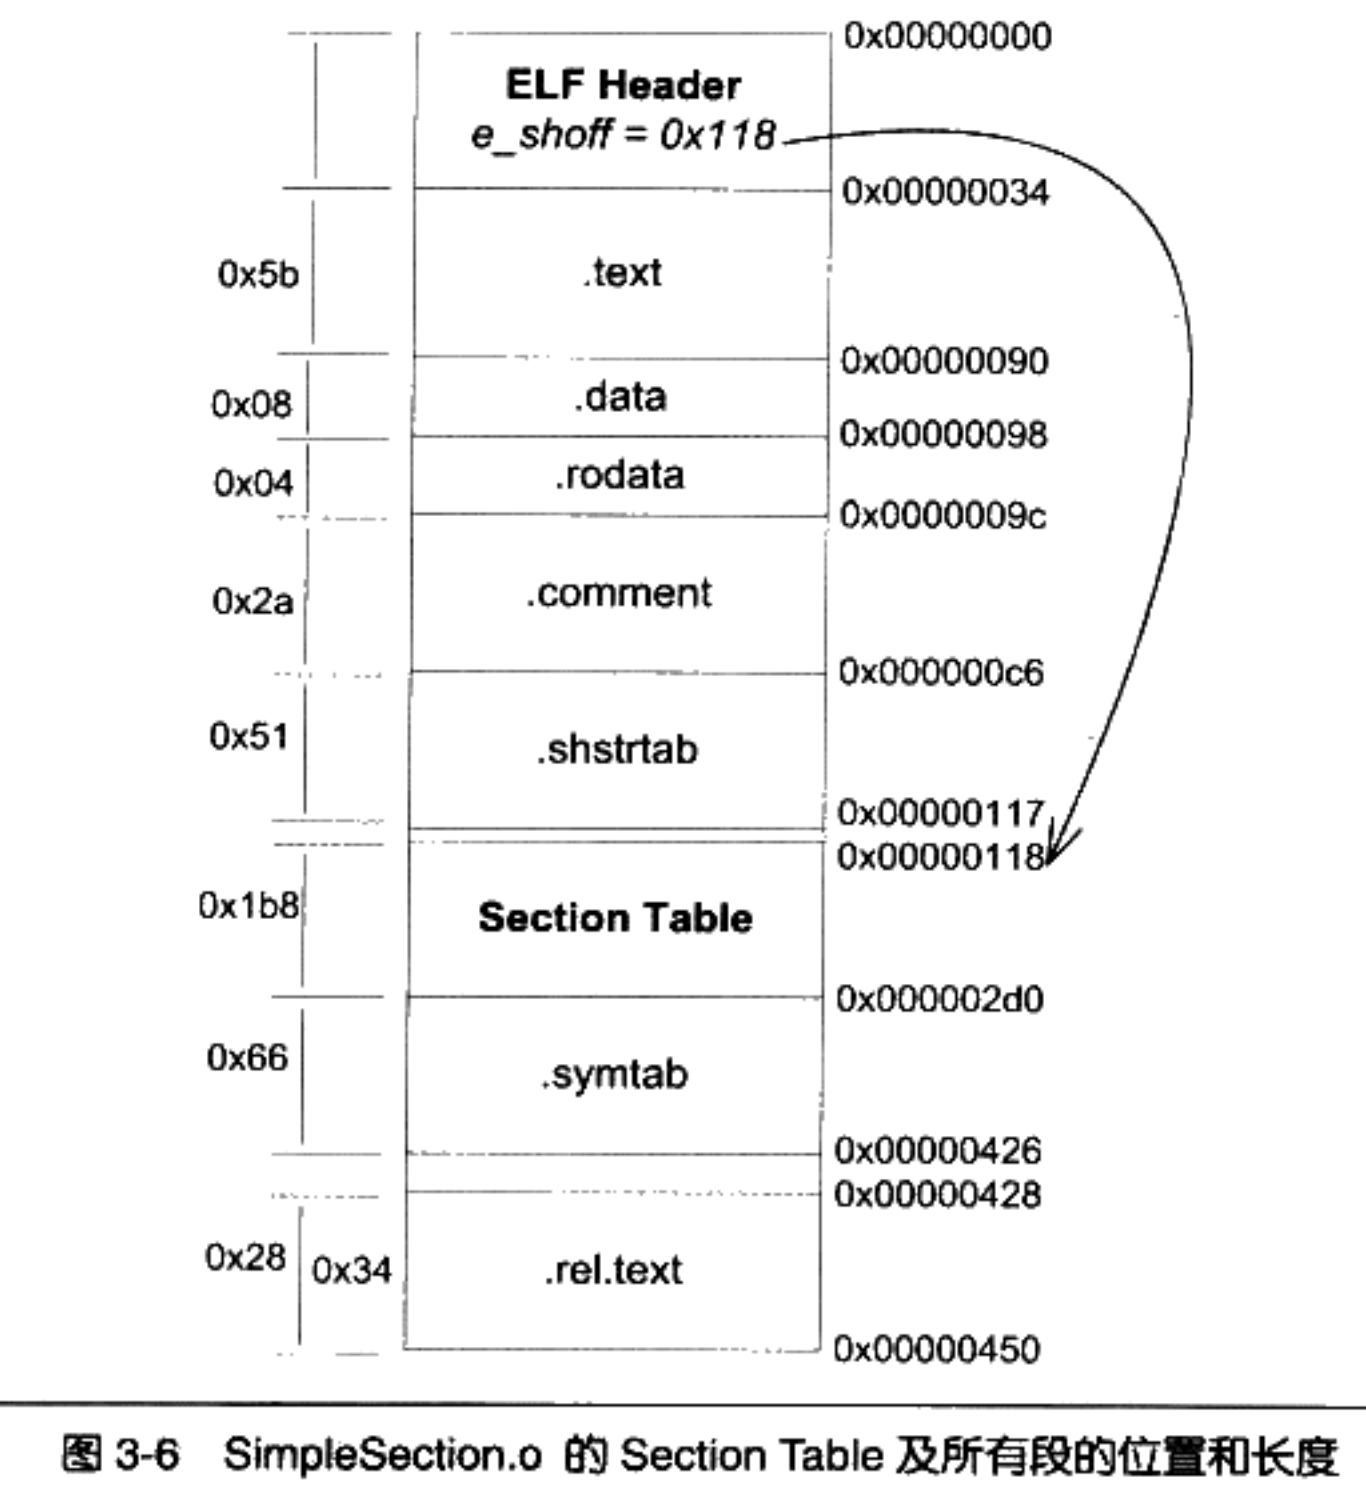 0x00000000
ELF Header
e_shoff = 0x118
0x00000034
0x5b
.text
0x00000090
0x08
.data
0x00000098
0x04
.rodata
0x0000009c
0x2a
.comment
0x000000c6
0x51
.shstrtab
0x00000117
0x00000118
0x1b8
Section Table
0x000002d0
0x66
.symtab
0x00000426
0x00000428
0x28
0x34
.rel.text
0x00000450
图 3-6 SimpleSection.o 的 Section Table 及所有段的位置和长度